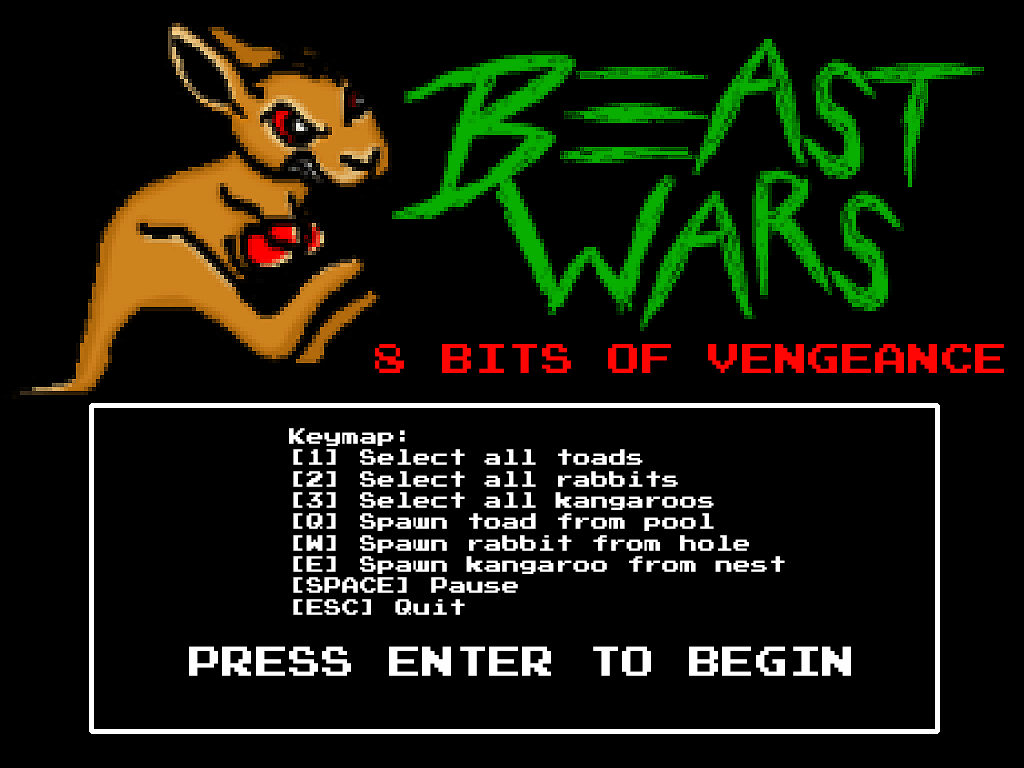 BEAST
WARS
8 BITS OF VENGEANCE
Keymap:
[1] Select all toads
[2] Select all rabbits
[3] Select all kangaroos
[Q] Spawn toad from pool
[W] Spawn rabbit from hole
[E] Spawn kangaroo from nest
[SPACE] Pause
[ESC] Quit
PRESS ENTER TO BEGIN